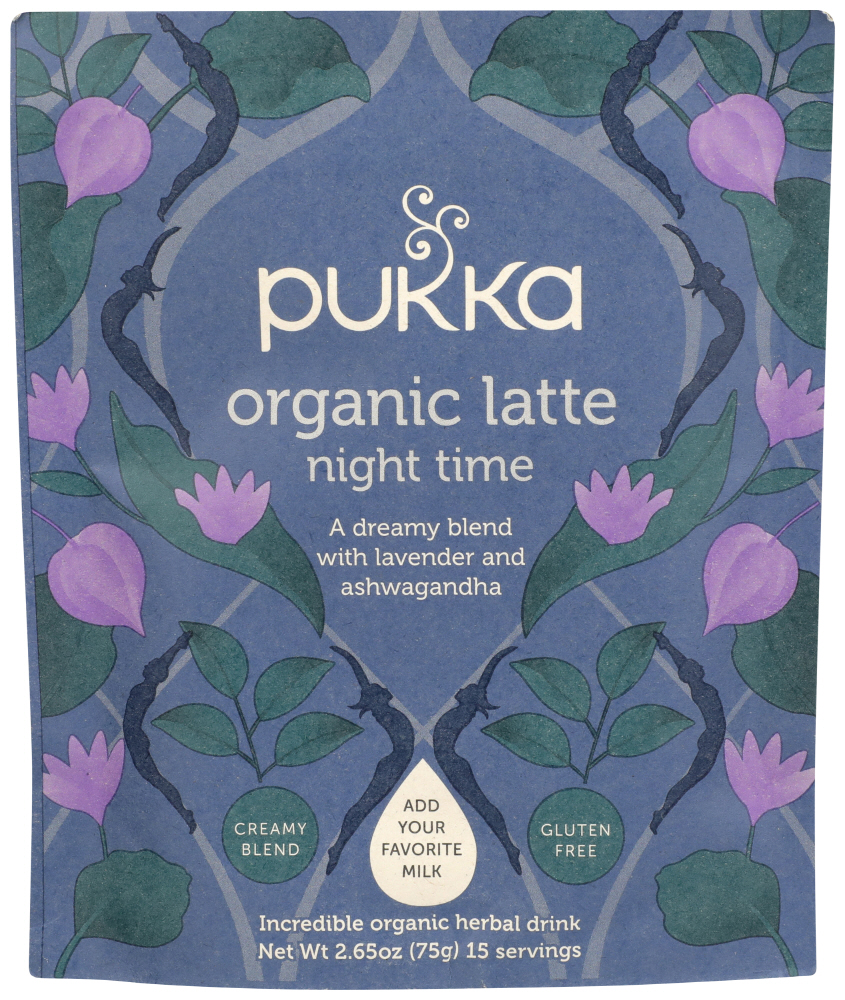 pukka
organic latte
night time
A dreamy blend
with lavender and
ashwagandha
CREAMY
BLEND
ADD
YOUR
FAVORITE
MILK
GLUTEN
FREE
Incredible organic herbal drink
Net Wt 2.65oz (75g) 15 servings